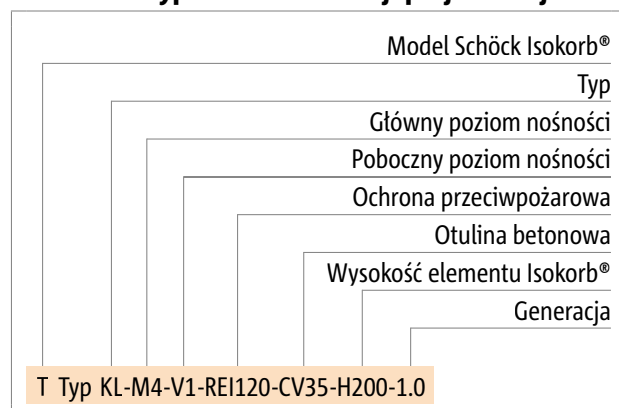 Model Schöck Isokorb®
Typ
Główny poziom nośności
Poboczny poziom nośności
Ochrona przeciwpożarowa
Otulina betonowa
Wysokość elementu Isokorb®
Generacja
T Typ KL-M4-V1-REI120-CV35-H200-1.0